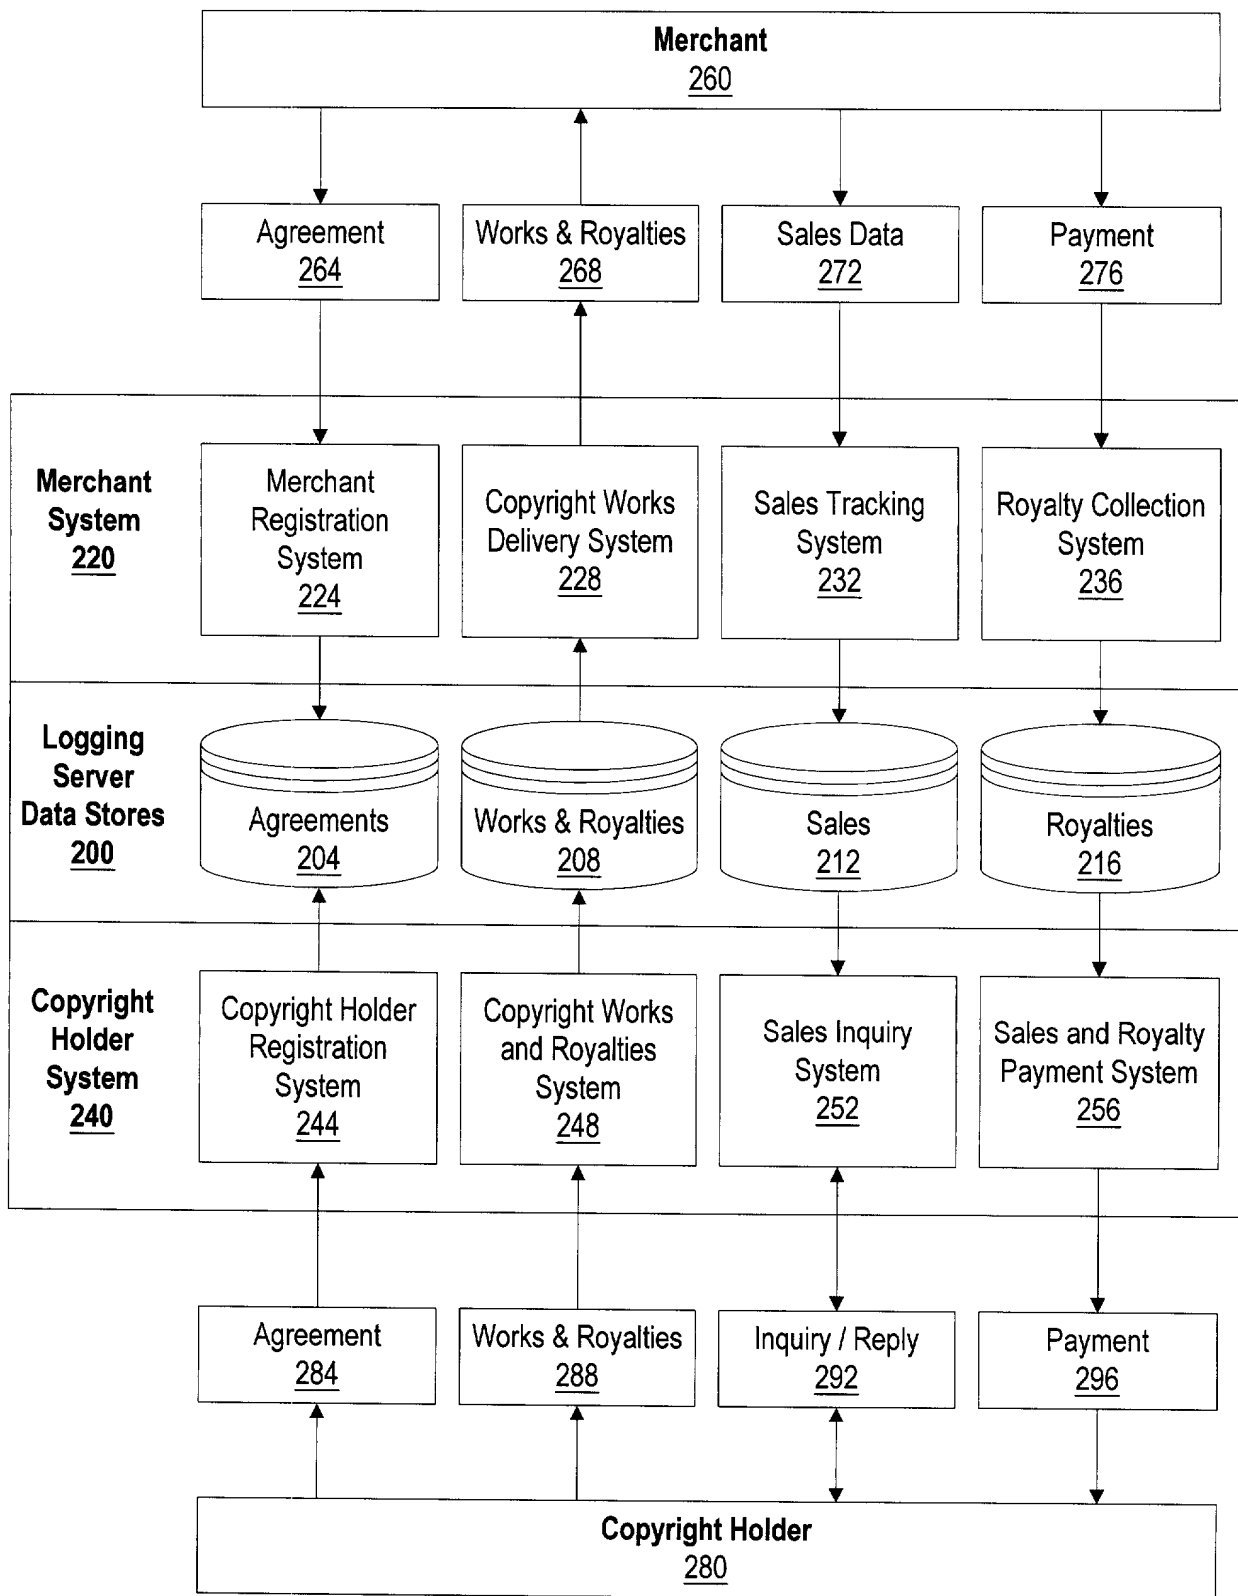 Merchant
260
Agreement
264
Works & Royalties
268
Sales Data
272
Payment
276
Merchant
System
220
Merchant
Registration
System
224
Copyright Works
Delivery System
228
Sales Tracking
System
232
Royalty Collection
System
236
Logging
Server
Data Stores
200
Agreements
204
Works & Royalties
208
Sales
212
Royalties
216
Copyright
Holder
System
240
Copyright Holder
Registration
System
244
Copyright Works
and Royalties
System
248
Sales Inquiry
System
252
Sales and Royalty
Payment System
256
Agreement
284
Works & Royalties
288
Inquiry / Reply
292
Payment
296
Copyright Holder
280